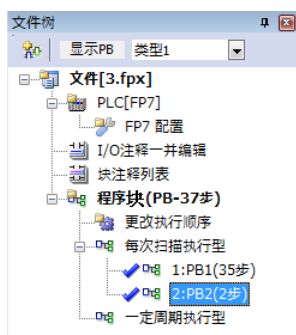 文件树
显示PB 类型1
文件[3.fpx]
PLC[FP7]
FP7 配置
I/O注释一并编辑
块注释列表
程序块(PB-37步)
更改执行顺序
每次扫描执行型
1:PB1(35步)
2:PB2(2步)
一定周期执行型